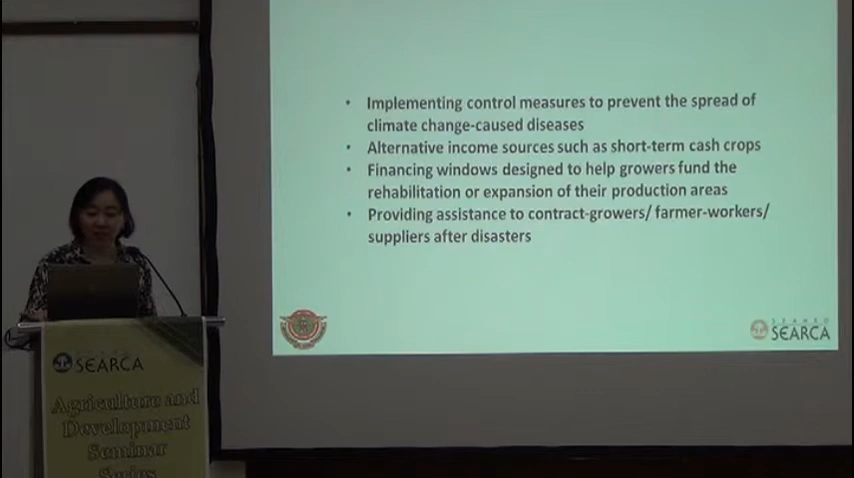 • Implementing control measures to prevent the spread of
climate change-caused diseases
• Alternative income sources such as short-term cash crops
• Financing windows designed to help growers fund the
rehabilitation or expansion of their production areas
• Providing assistance to contract-growers/ farmer-workers/
suppliers after disasters
SEARCA
SEARCA
Agriculture and
Development
Seminar
Series